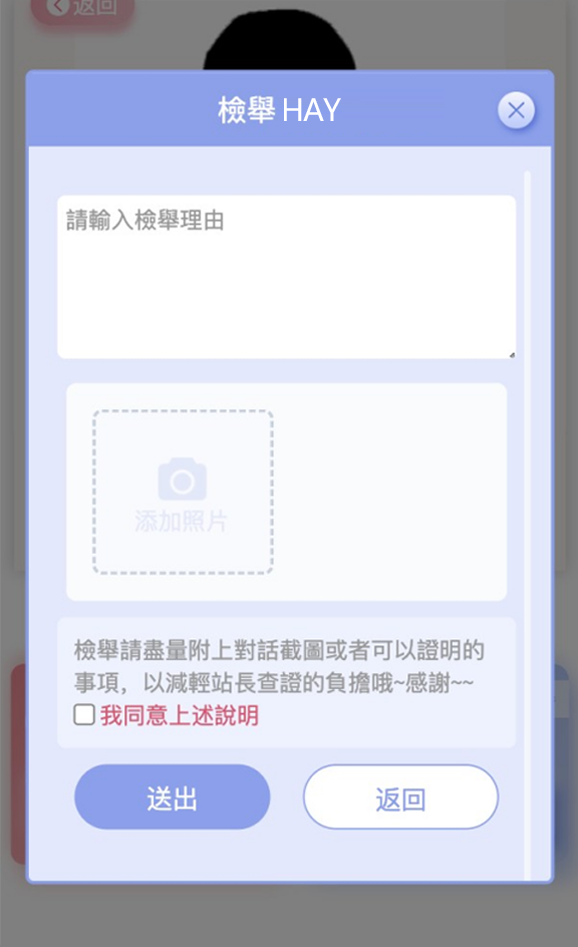 返回
檢舉 HAY
請輸入檢舉理由
添加照片
檢舉請盡量附上對話截圖或者可以證明的
事項，以減輕站長查證的負擔哦~感謝~~
我同意上述說明
送出
返回